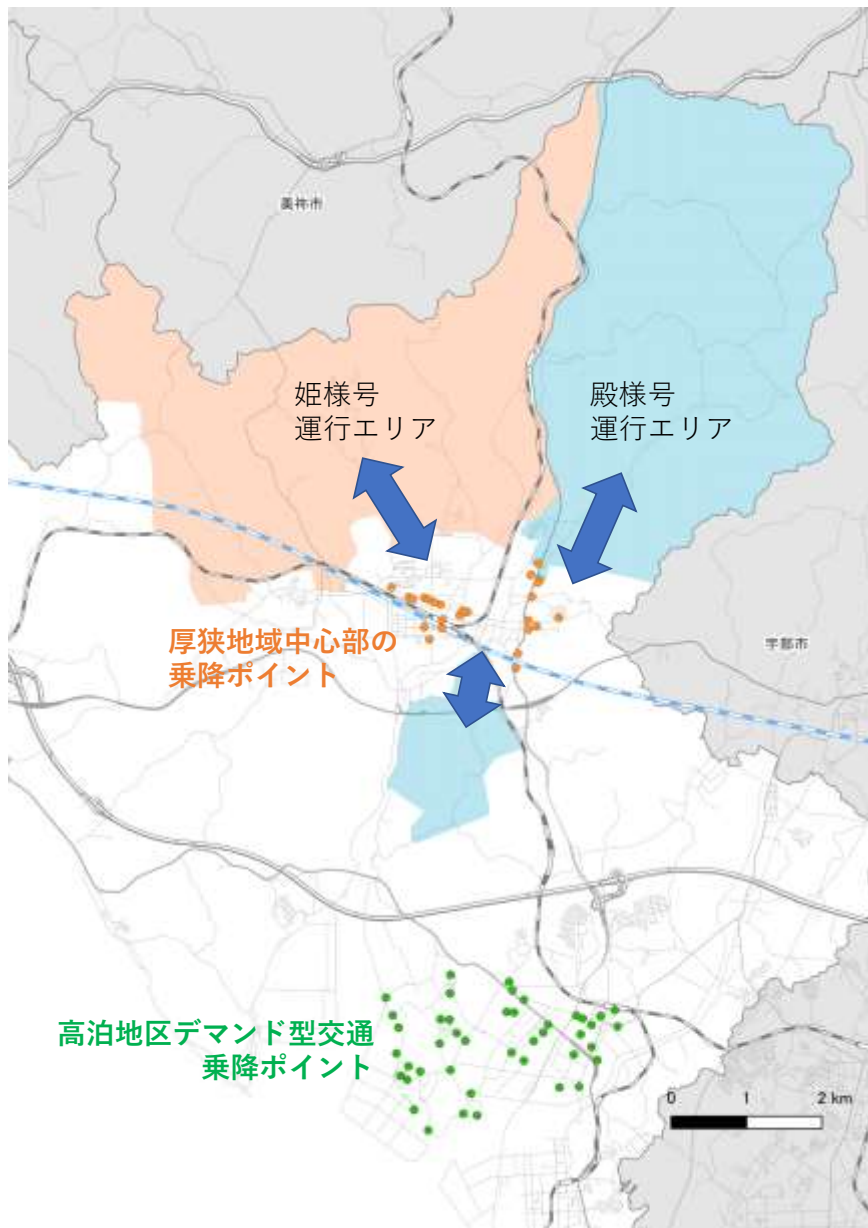 美祢市
姫様号
運行エリア
殿様号
運行エリア
厚狭地域中心部の
乗降ポイント
宇部市
高泊地区デマンド型交通
乗降ポイント
0 1 2 km